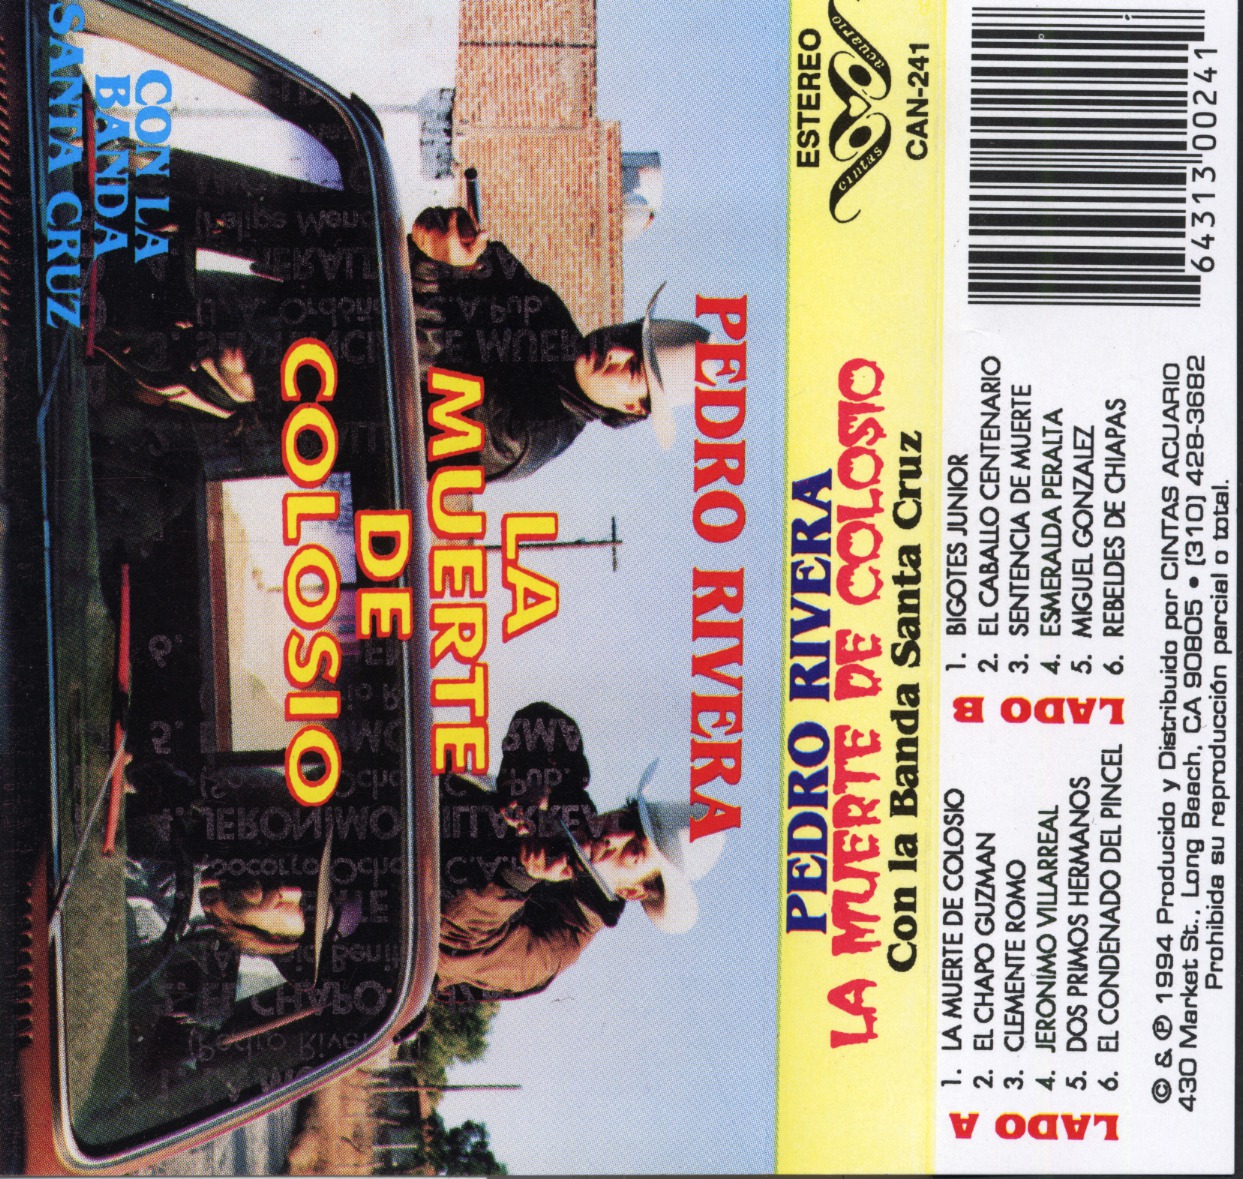 PEDRO RIVERA
LA
MUERTE
DE
COLOSIO
CON LA
BANDA
SANTA CRUZ
PEDRO RIVERA
LA MUERTE DE COLOSIO
Con la Banda Santa Cruz
ESTEREO
cintas acuario
CAN-241
LADO A
1. LA MUERTE DE COLOSIO
2. EL CHAPO GUZMAN
3. CLEMENTE ROMO
4. JERONIMO VILLARREAL
5. DOS PRIMOS HERMANOS
6. EL CONDENADO DEL PINCEL
LADO B
1. BIGOTES JUNIOR
2. EL CABALLO CENTENARIO
3. SENTENCIA DE MUERTE
4. ESMERALDA PERALTA
5. MIGUEL GONZALEZ
6. REBELDES DE CHIAPAS
6 43131 00241
© & ℗ 1994 Producido y Distribuido por CINTAS ACUARIO
430 Market St., Long Beach, CA 90805 • (310) 428-3682
Prohibida su reproducción parcial o total.